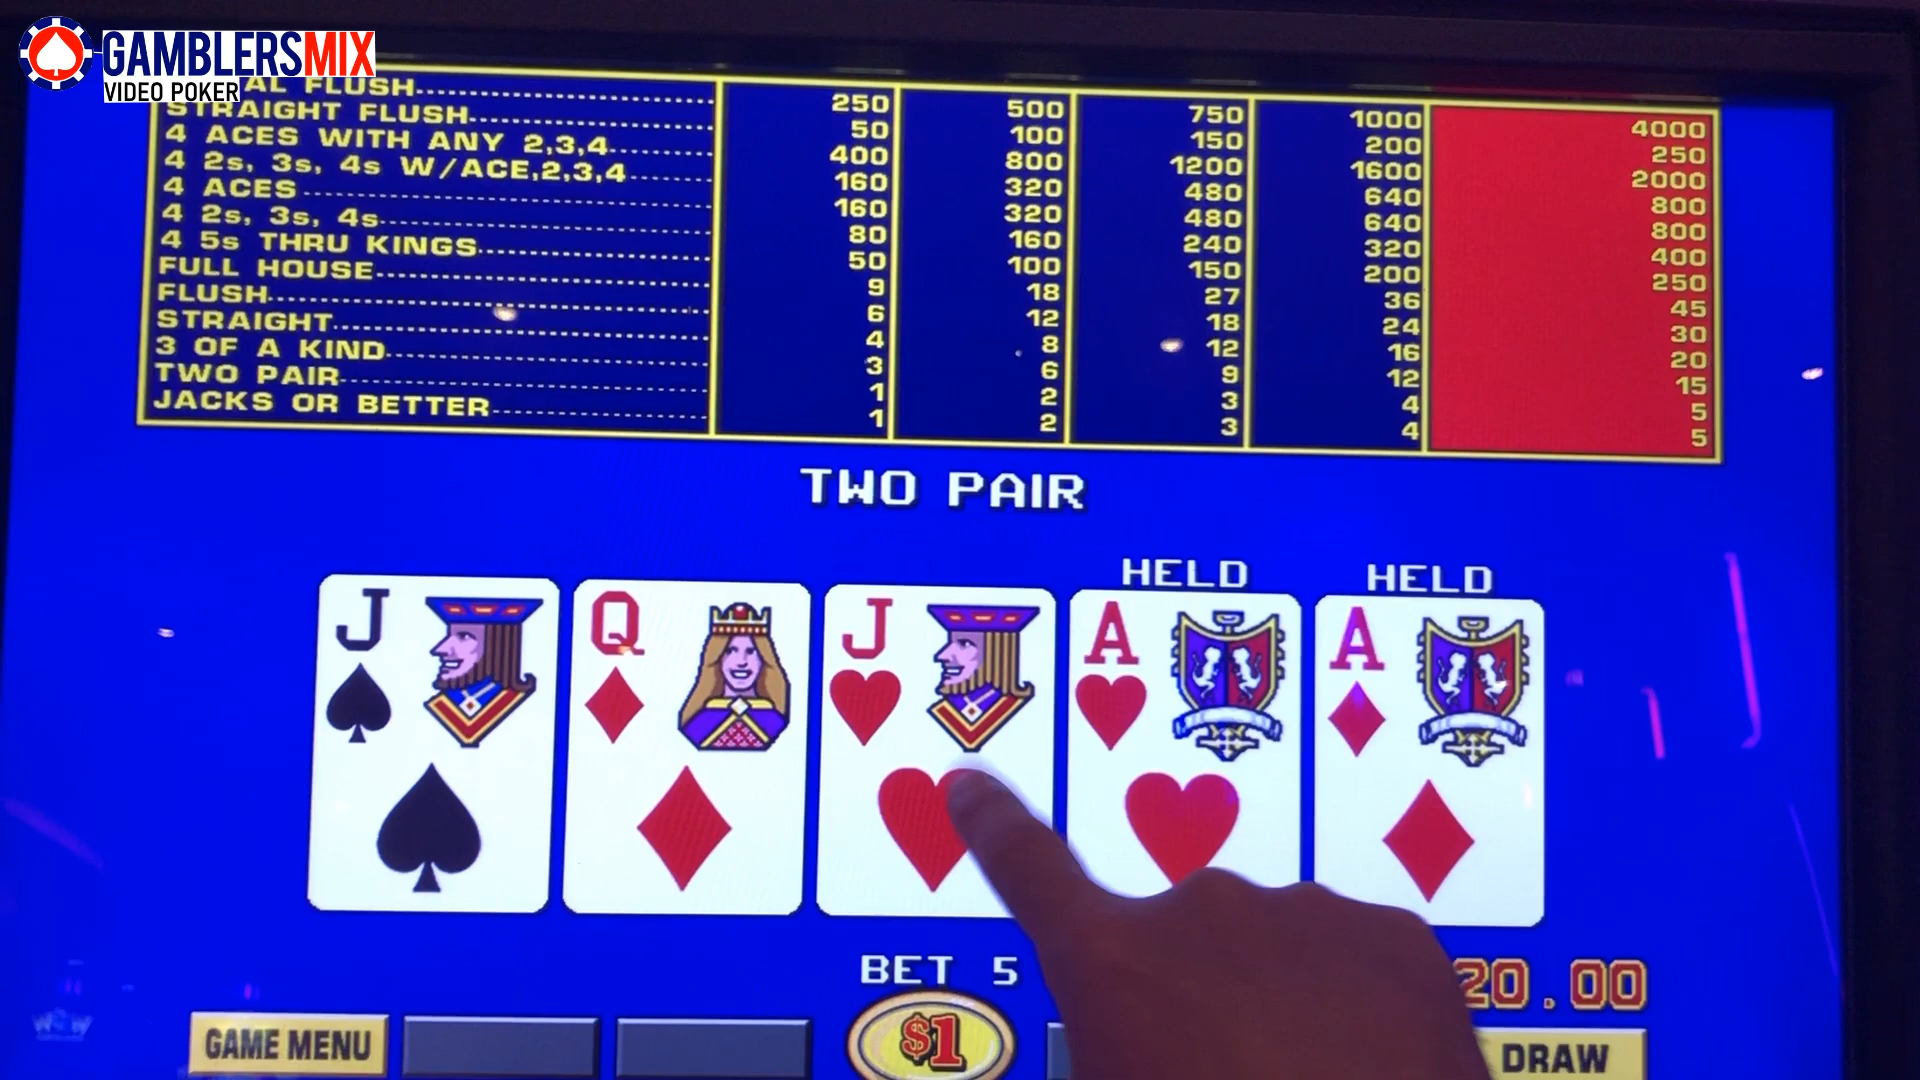 GAMBLERSMIX
VIDEO POKER
AL FLUSH 250 500 750 1000 4000
STRAIGHT FLUSH 50 100 150 200 250
4 ACES WITH ANY 2,3,4 400 800 1200 1600 2000
4 2s, 3s, 4s W/ACE,2,3,4 160 320 480 640 800
4 ACES 160 320 480 640 800
4 2s, 3s, 4s 80 160 240 320 400
4 5s THRU KINGS 50 100 150 200 250
FULL HOUSE 9 18 27 36 45
FLUSH 6 12 18 24 30
STRAIGHT 4 8 12 16 20
3 OF A KIND 3 6 9 12 15
TWO PAIR 1 2 3 4 5
JACKS OR BETTER 1 2 3 4 5
TWO PAIR
HELD HELD
J Q J A A
BET 5 20.00
GAME MENU $1 DRAW